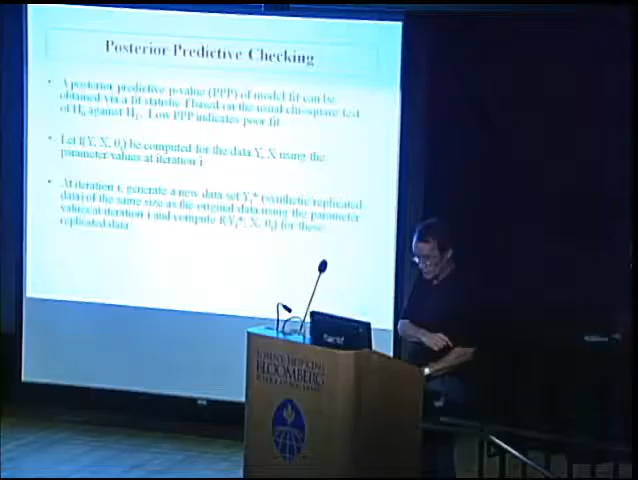 Posterior Predictive Checking
• A posterior predictive p-value (PPP) of model fit can be
obtained via a fit statistic f based on the usual chi-square test
of H₀ against H₁. Low PPP indicates poor fit
• Let f(Y, X, θᵢ) be computed for the data Y, X using the
parameter values at iteration i
• At iteration i, generate a new data set Yᵢ* (synthetic/replicated
data) of the same size as the original data using the parameter
values at iteration i and compute f(Yᵢ*, X, θᵢ) for these
replicated data
JOHNS HOPKINS
BLOOMBERG